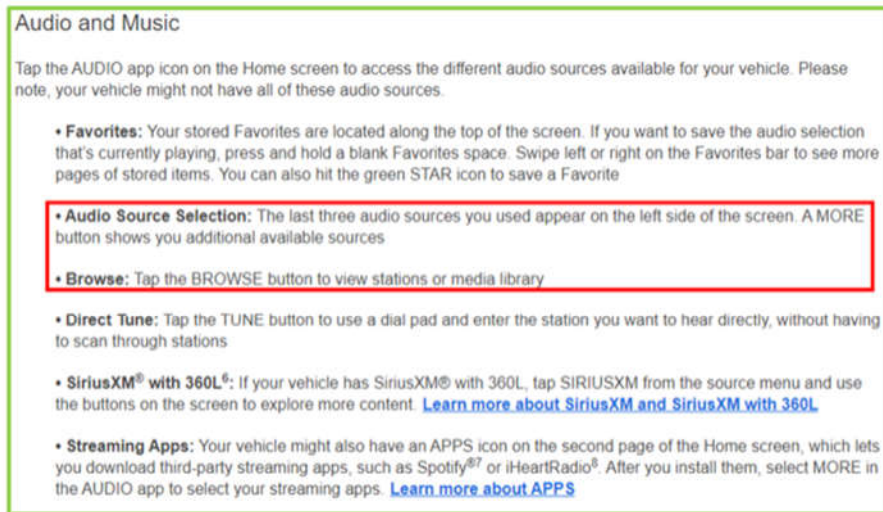 Audio and Music
Tap the AUDIO app icon on the Home screen to access the different audio sources available for your vehicle. Please
note, your vehicle might not have all of these audio sources.
• Favorites: Your stored Favorites are located along the top of the screen. If you want to save the audio selection
that's currently playing, press and hold a blank Favorites space. Swipe left or right on the Favorites bar to see more
pages of stored items. You can also hit the green STAR icon to save a Favorite
• Audio Source Selection: The last three audio sources you used appear on the left side of the screen. A MORE
button shows you additional available sources
• Browse: Tap the BROWSE button to view stations or media library
• Direct Tune: Tap the TUNE button to use a dial pad and enter the station you want to hear directly, without having
to scan through stations
• SiriusXM® with 360L⁶: If your vehicle has SiriusXM® with 360L, tap SIRIUSXM from the source menu and use
the buttons on the screen to explore more content. Learn more about SiriusXM and SiriusXM with 360L
• Streaming Apps: Your vehicle might also have an APPS icon on the second page of the Home screen, which lets
you download third-party streaming apps, such as Spotify®⁷ or iHeartRadio⁸. After you install them, select MORE in
the AUDIO app to select your streaming apps. Learn more about APPS